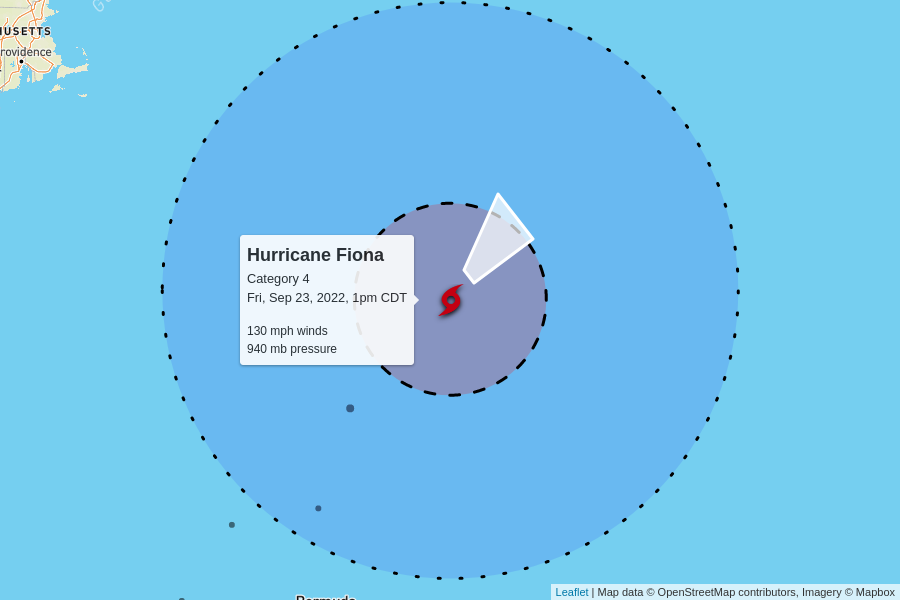 HUSETTS
rovidence
G
Hurricane Fiona
Category 4
Fri, Sep 23, 2022, 1pm CDT
130 mph winds
940 mb pressure
Bermuda
Leaflet | Map data © OpenStreetMap contributors, Imagery © Mapbox